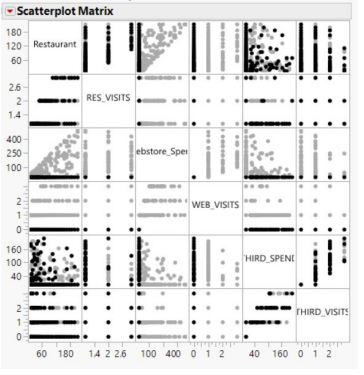 Scatterplot Matrix
180
120
60
Restaurant
2.6
2
1.4
RES_VISITS
400
250
100
ebstore_Spe
2
1
0
WEB_VISITS
160
100
40
HIRD_SPEND
2
1
0
THIRD_VISITS
60 180 1.4 2 2.6 100 400 0 1 2 40 160 0 1 2